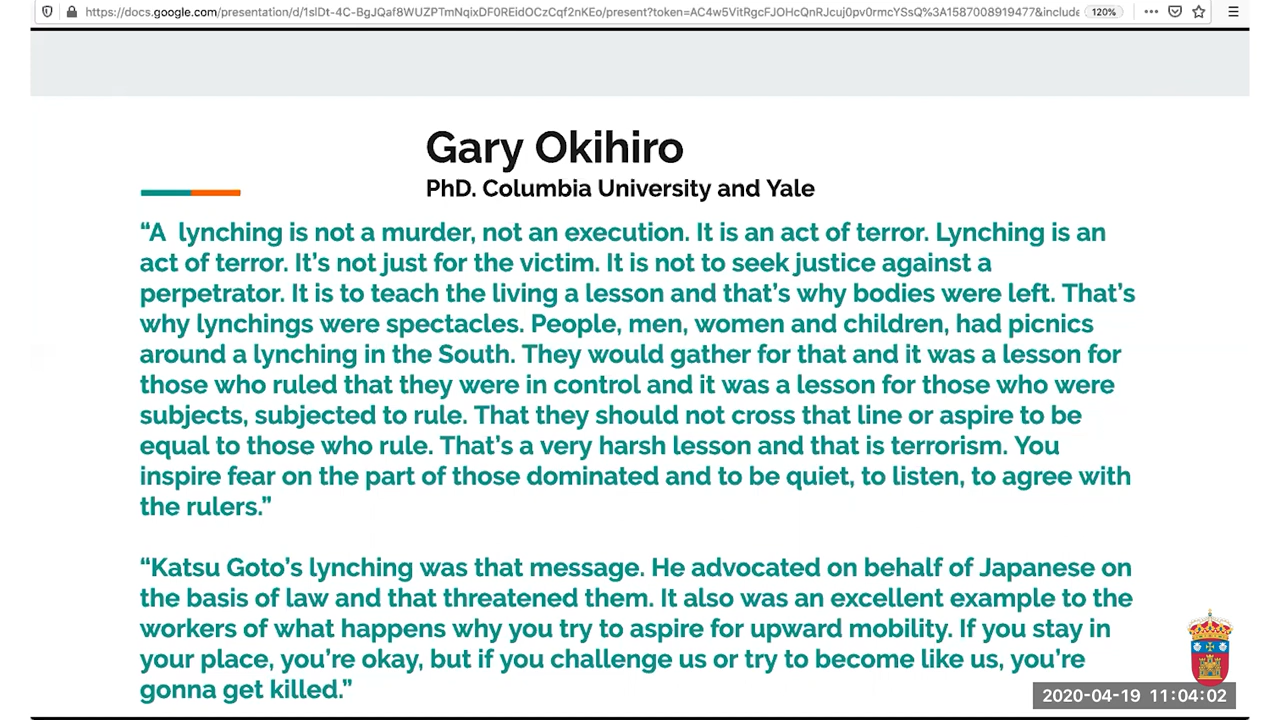 https://docs.google.com/presentation/d/1slDt-4C-BgJQaf8WUZPTmNqixDF0REidOCzCqf2nKEo/present?token=AC4w5VitRgcFJOHcQnRJcuj0pv0rmcYSsQ%3A1587008919477&include 120%
Gary Okihiro
PhD. Columbia University and Yale
“A  lynching is not a murder, not an execution. It is an act of terror. Lynching is an
act of terror. It’s not just for the victim. It is not to seek justice against a
perpetrator. It is to teach the living a lesson and that’s why bodies were left. That’s
why lynchings were spectacles. People, men, women and children, had picnics
around a lynching in the South. They would gather for that and it was a lesson for
those who ruled that they were in control and it was a lesson for those who were
subjects, subjected to rule. That they should not cross that line or aspire to be
equal to those who rule. That’s a very harsh lesson and that is terrorism. You
inspire fear on the part of those dominated and to be quiet, to listen, to agree with
the rulers.”
“Katsu Goto’s lynching was that message. He advocated on behalf of Japanese on
the basis of law and that threatened them. It also was an excellent example to the
workers of what happens why you try to aspire for upward mobility. If you stay in
your place, you’re okay, but if you challenge us or try to become like us, you’re
gonna get killed.”
2020-04-19 11:04:02